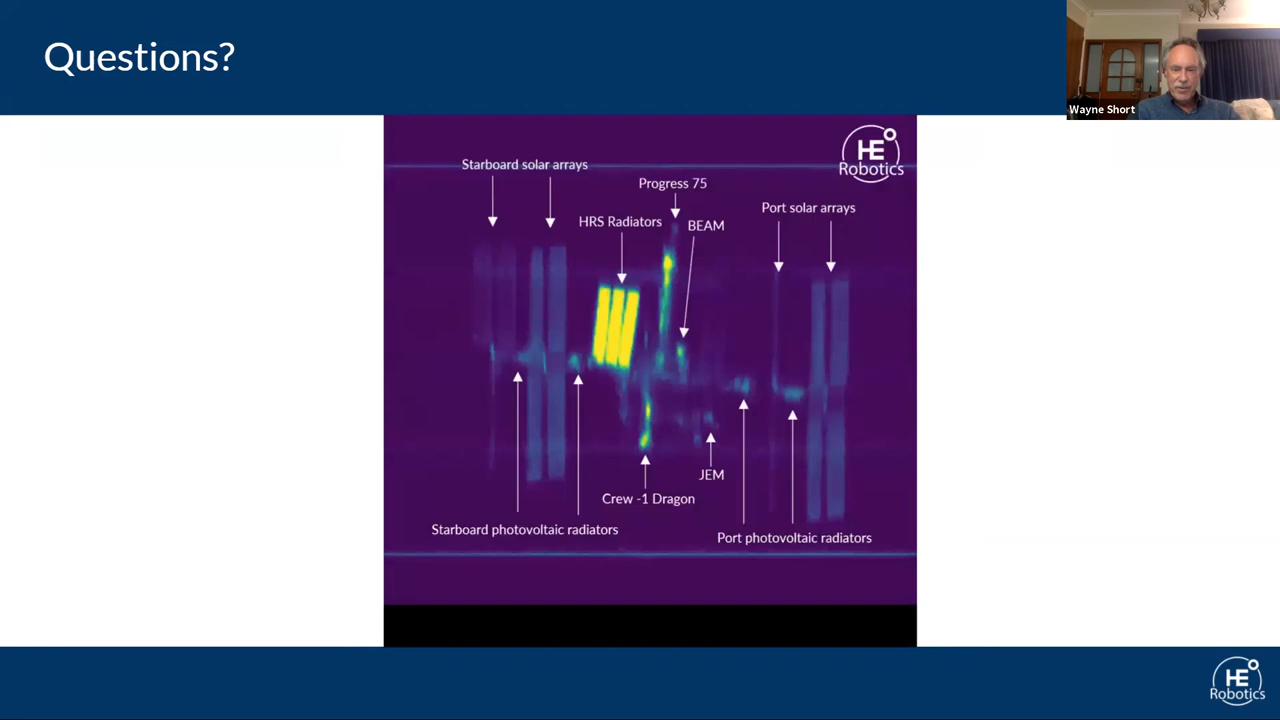 Questions?
Wayne Short
HE
Robotics
Starboard solar arrays
Progress 75
Port solar arrays
HRS Radiators
BEAM
JEM
Crew -1 Dragon
Starboard photovoltaic radiators
Port photovoltaic radiators
HE
Robotics